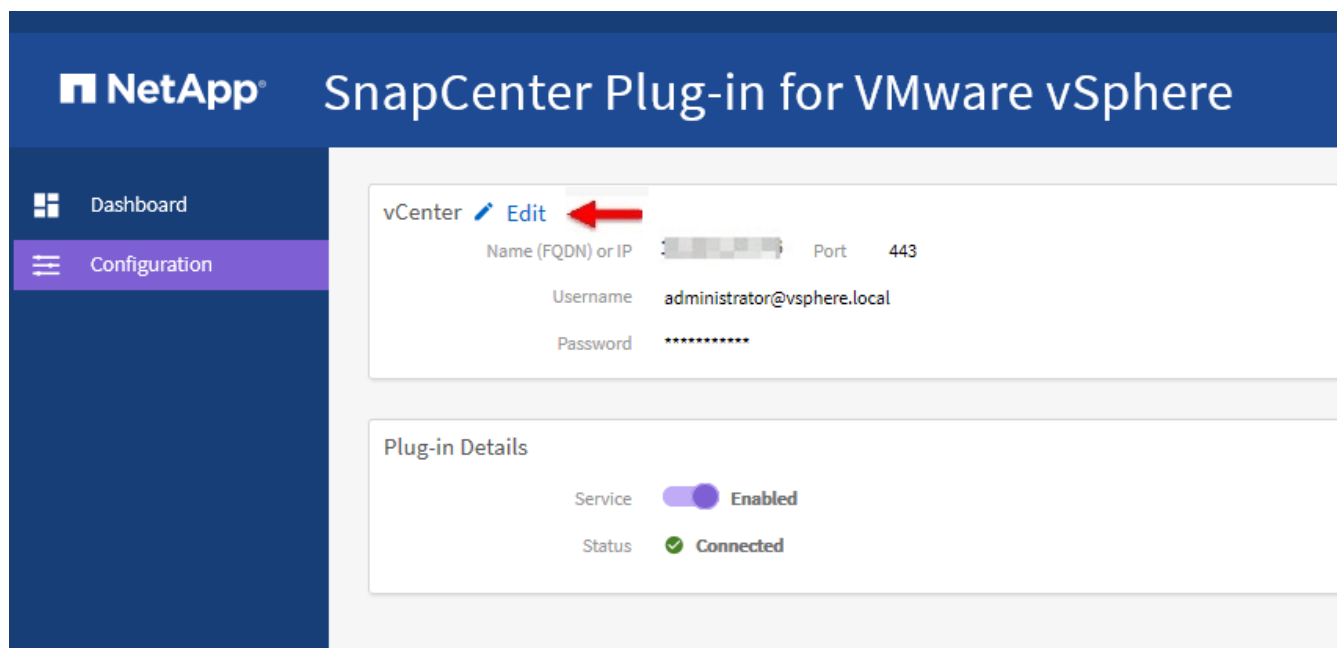 NetApp® SnapCenter Plug-in for VMware vSphere
Dashboard
Configuration
vCenter Edit
Name (FQDN) or IP Port 443
Username administrator@vsphere.local
Password ***********
Plug-in Details
Service Enabled
Status Connected